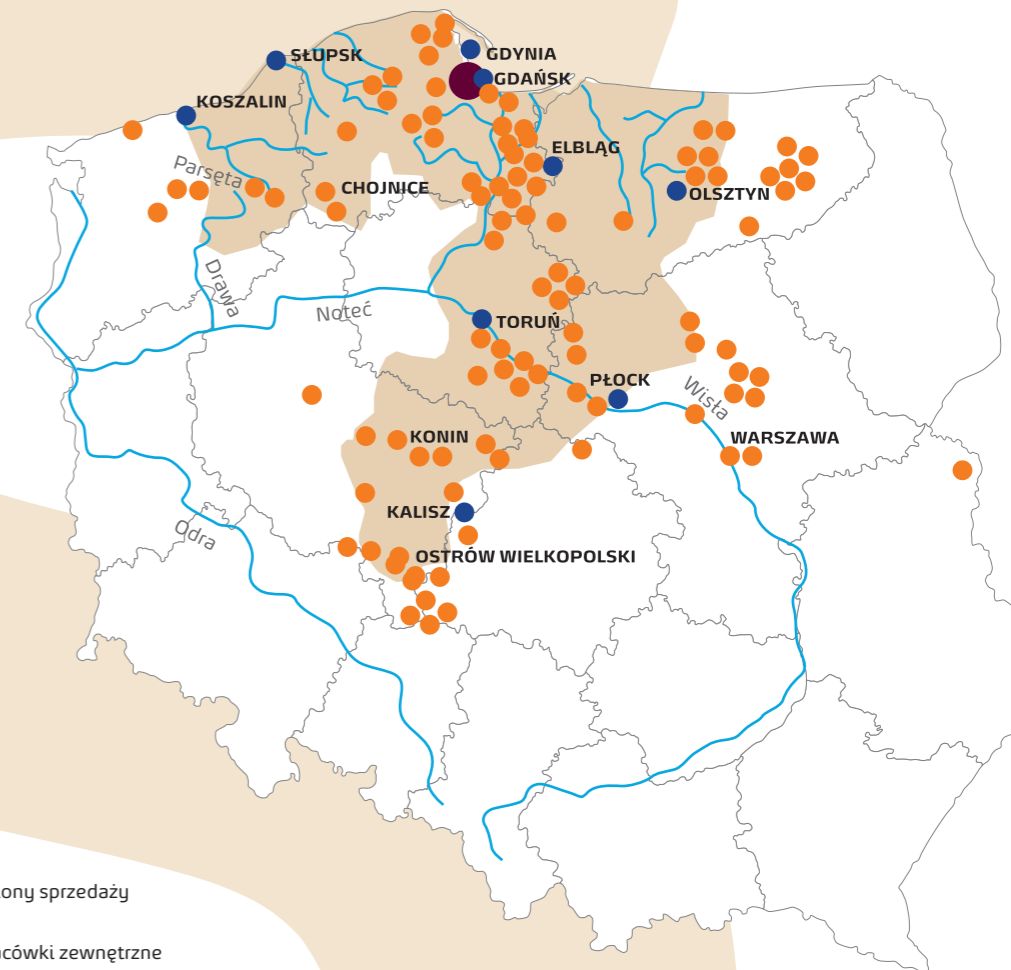 SŁUPSK
GDYNIA
GDAŃSK
KOSZALIN
ELBLĄG
Parsęta
CHOJNICE
OLSZTYN
Drawa
Noteć
TORUŃ
PŁOCK
Wisła
KONIN
WARSZAWA
KALISZ
Odra
OSTRÓW WIELKOPOLSKI
ony sprzedaży
cówki zewnętrzne